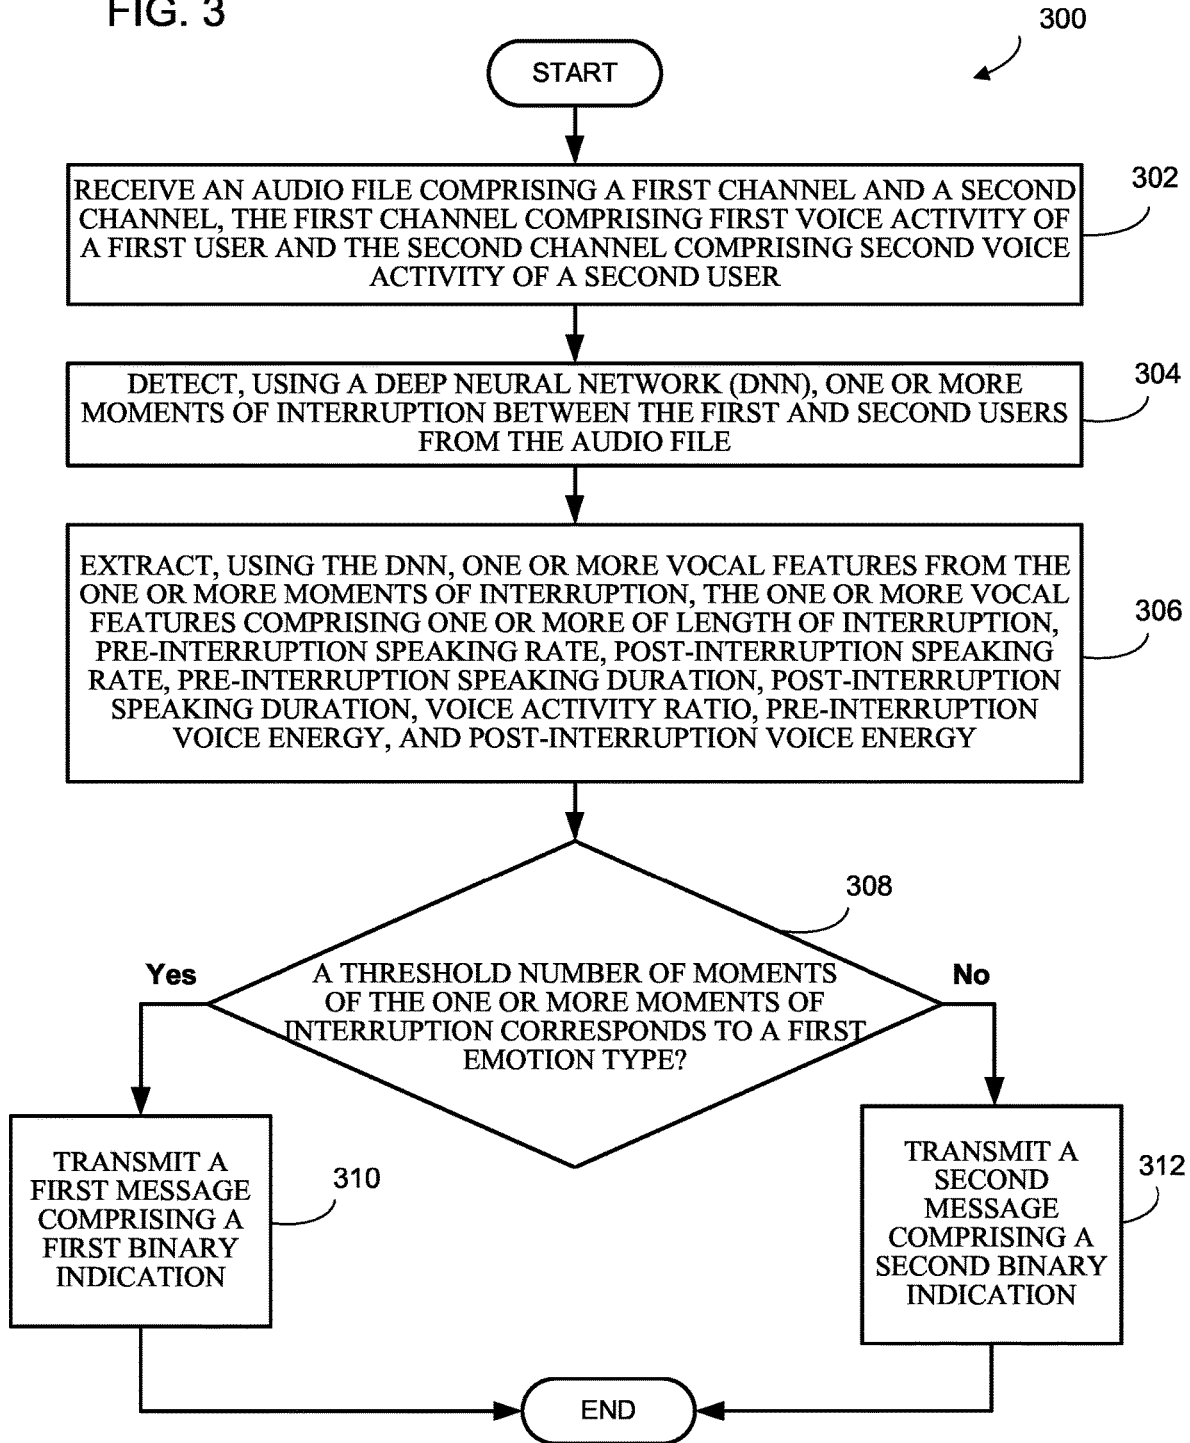 FIG. 3
300
START
RECEIVE AN AUDIO FILE COMPRISING A FIRST CHANNEL AND A SECOND
CHANNEL, THE FIRST CHANNEL COMPRISING FIRST VOICE ACTIVITY OF
A FIRST USER AND THE SECOND CHANNEL COMPRISING SECOND VOICE
ACTIVITY OF A SECOND USER
302
DETECT, USING A DEEP NEURAL NETWORK (DNN), ONE OR MORE
MOMENTS OF INTERRUPTION BETWEEN THE FIRST AND SECOND USERS
FROM THE AUDIO FILE
304
EXTRACT, USING THE DNN, ONE OR MORE VOCAL FEATURES FROM THE
ONE OR MORE MOMENTS OF INTERRUPTION, THE ONE OR MORE VOCAL
FEATURES COMPRISING ONE OR MORE OF LENGTH OF INTERRUPTION,
PRE-INTERRUPTION SPEAKING RATE, POST-INTERRUPTION SPEAKING
RATE, PRE-INTERRUPTION SPEAKING DURATION, POST-INTERRUPTION
SPEAKING DURATION, VOICE ACTIVITY RATIO, PRE-INTERRUPTION
VOICE ENERGY, AND POST-INTERRUPTION VOICE ENERGY
306
308
A THRESHOLD NUMBER OF MOMENTS
OF THE ONE OR MORE MOMENTS OF
INTERRUPTION CORRESPONDS TO A FIRST
EMOTION TYPE?
Yes
No
TRANSMIT A
FIRST MESSAGE
COMPRISING A
FIRST BINARY
INDICATION
310
TRANSMIT A
SECOND
MESSAGE
COMPRISING A
SECOND BINARY
INDICATION
312
END